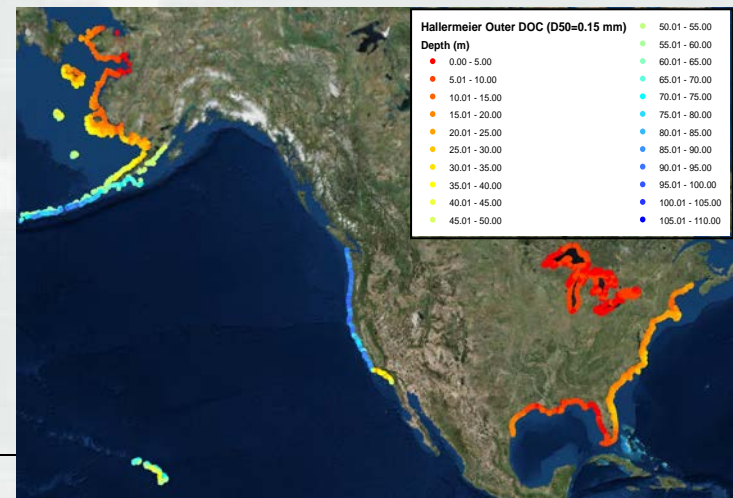 Hallermeier Outer DOC (D50=0.15 mm)
Depth (m)
0.00 - 5.00
5.01 - 10.00
10.01 - 15.00
15.01 - 20.00
20.01 - 25.00
25.01 - 30.00
30.01 - 35.00
35.01 - 40.00
40.01 - 45.00
45.01 - 50.00
50.01 - 55.00
55.01 - 60.00
60.01 - 65.00
65.01 - 70.00
70.01 - 75.00
75.01 - 80.00
80.01 - 85.00
85.01 - 90.00
90.01 - 95.00
95.01 - 100.00
100.01 - 105.00
105.01 - 110.00